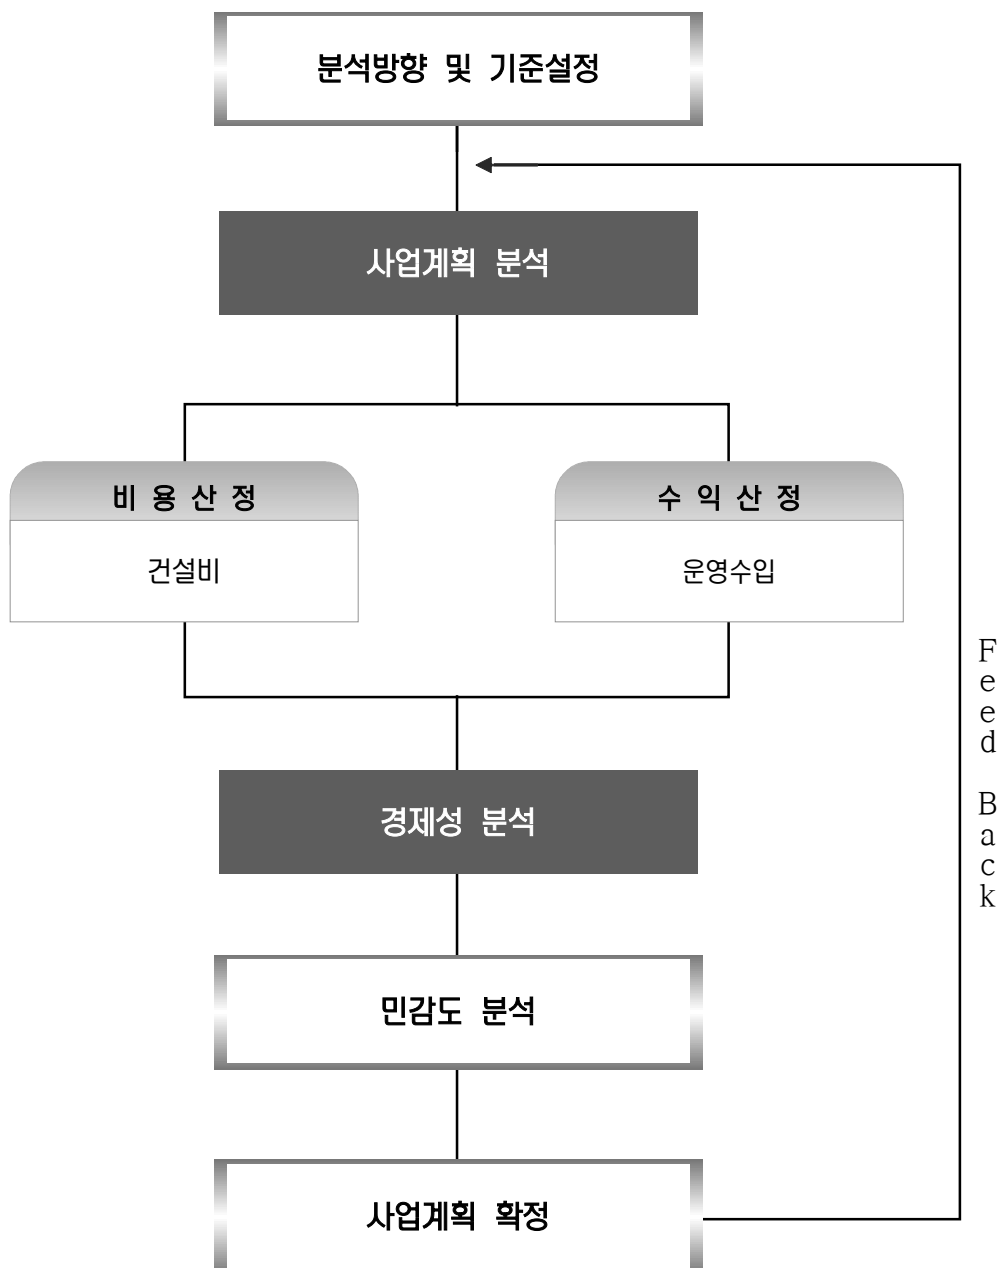 분석방향 및 기준설정
사업계획 분석
비 용 산 정
건설비
수 익 산 정
운영수입
경제성 분석
민감도 분석
사업계획 확정
Feed Back